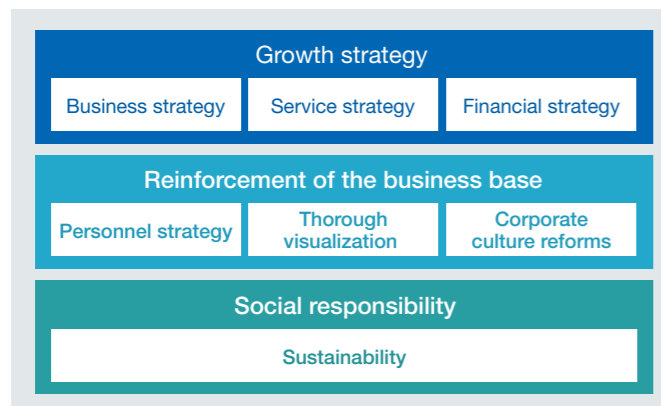 Growth strategy
Business strategy
Service strategy
Financial strategy
Reinforcement of the business base
Personnel strategy
Thorough
visualization
Corporate
culture reforms
Social responsibility
Sustainability